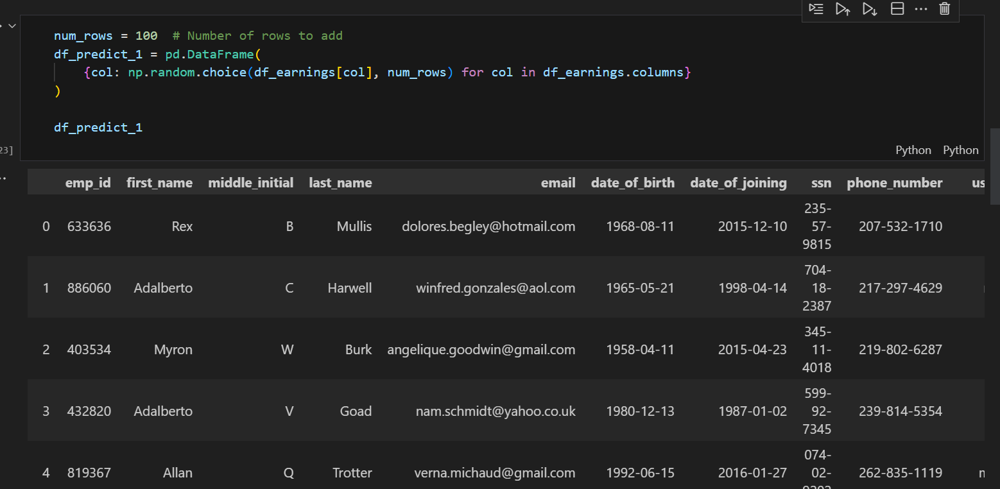 num_rows = 100  # Number of rows to add
df_predict_1 = pd.DataFrame(
    {col: np.random.choice(df_earnings[col], num_rows) for col in df_earnings.columns}
)
df_predict_1
23]
Python Python
emp_id first_name middle_initial last_name email date_of_birth date_of_joining ssn phone_number us
0 633636 Rex B Mullis dolores.begley@hotmail.com 1968-08-11 2015-12-10 235-57-9815 207-532-1710
1 886060 Adalberto C Harwell winfred.gonzales@aol.com 1965-05-21 1998-04-14 704-18-2387 217-297-4629
2 403534 Myron W Burk angelique.goodwin@gmail.com 1958-04-11 2015-04-23 345-11-4018 219-802-6287
3 432820 Adalberto V Goad nam.schmidt@yahoo.co.uk 1980-12-13 1987-01-02 599-92-7345 239-814-5354
4 819367 Allan Q Trotter verna.michaud@gmail.com 1992-06-15 2016-01-27 074-02- 262-835-1119